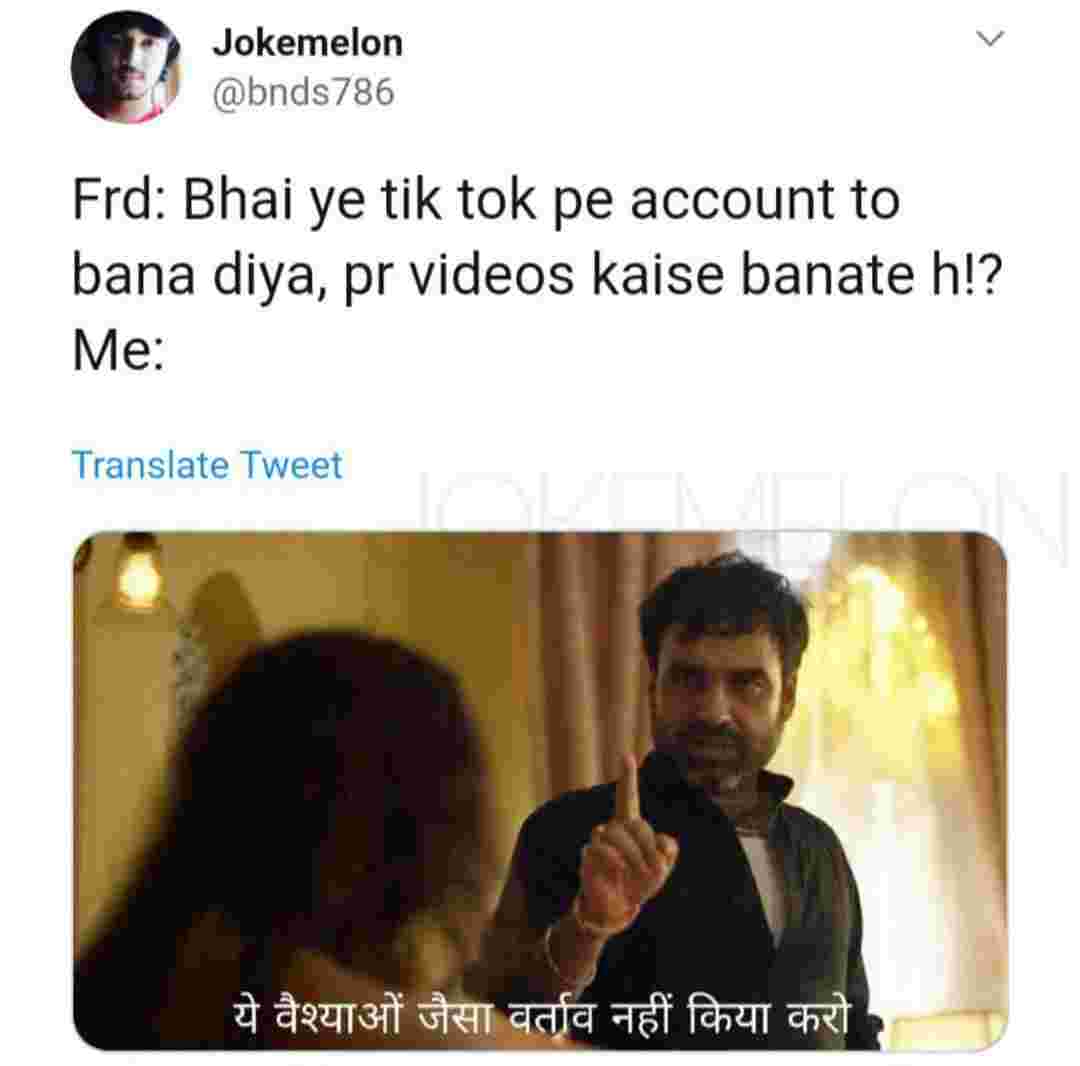 Jokemelon
@bnds786
Frd: Bhai ye tik tok pe account to
bana diya, pr videos kaise banate h!?
Me:
Translate Tweet
JOKEMELON
ये वैश्याओं जैसा वर्ताव नहीं किया करो